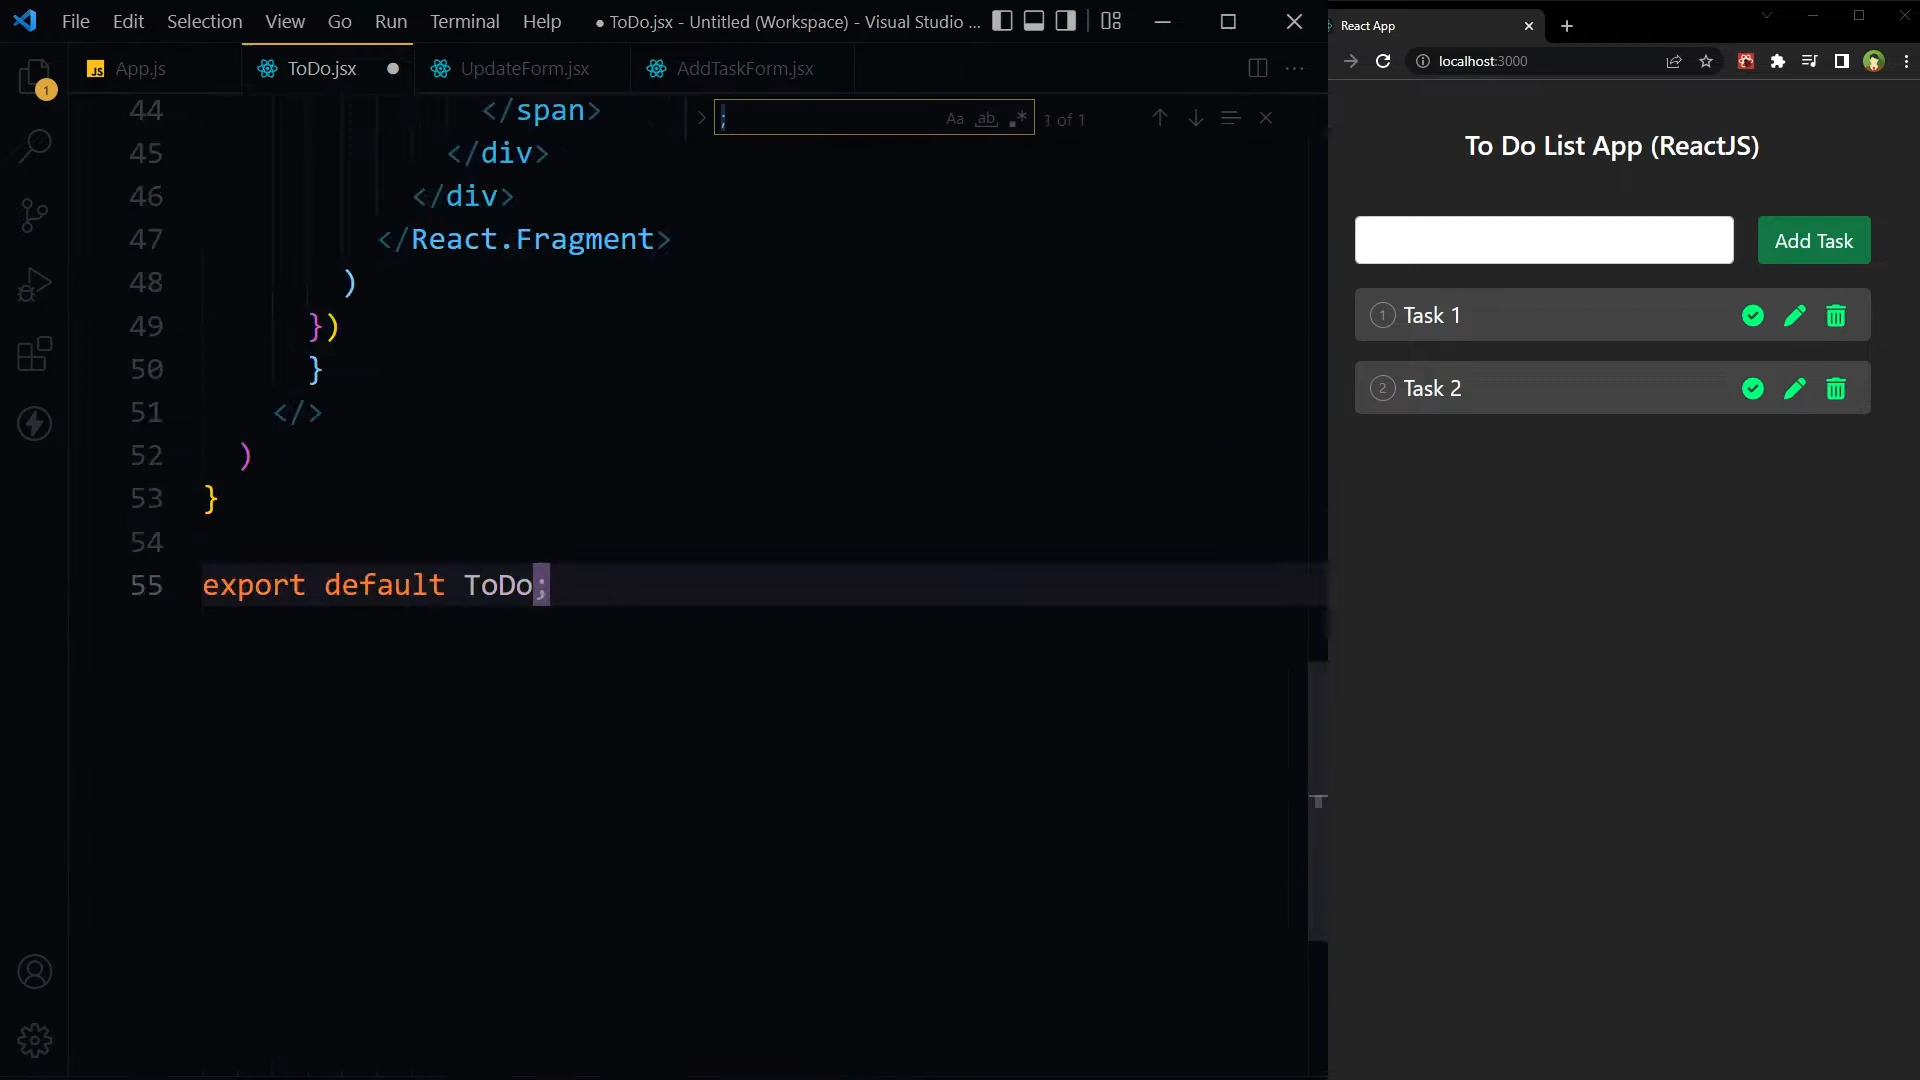 File Edit Selection View Go Run Terminal Help ● ToDo.jsx - Untitled (Workspace) - Visual Studio ...
JS App.js ToDo.jsx UpdateForm.jsx AddTaskForm.jsx
; Aa ab .* of 1
1
44 </span>
45 </div>
46 </div>
47 </React.Fragment>
48 )
49 })
50 }
51 </>
52 )
53 }
54
55 export default ToDo;
React App
localhost:3000
To Do List App (ReactJS)
Add Task
1 Task 1
2 Task 2